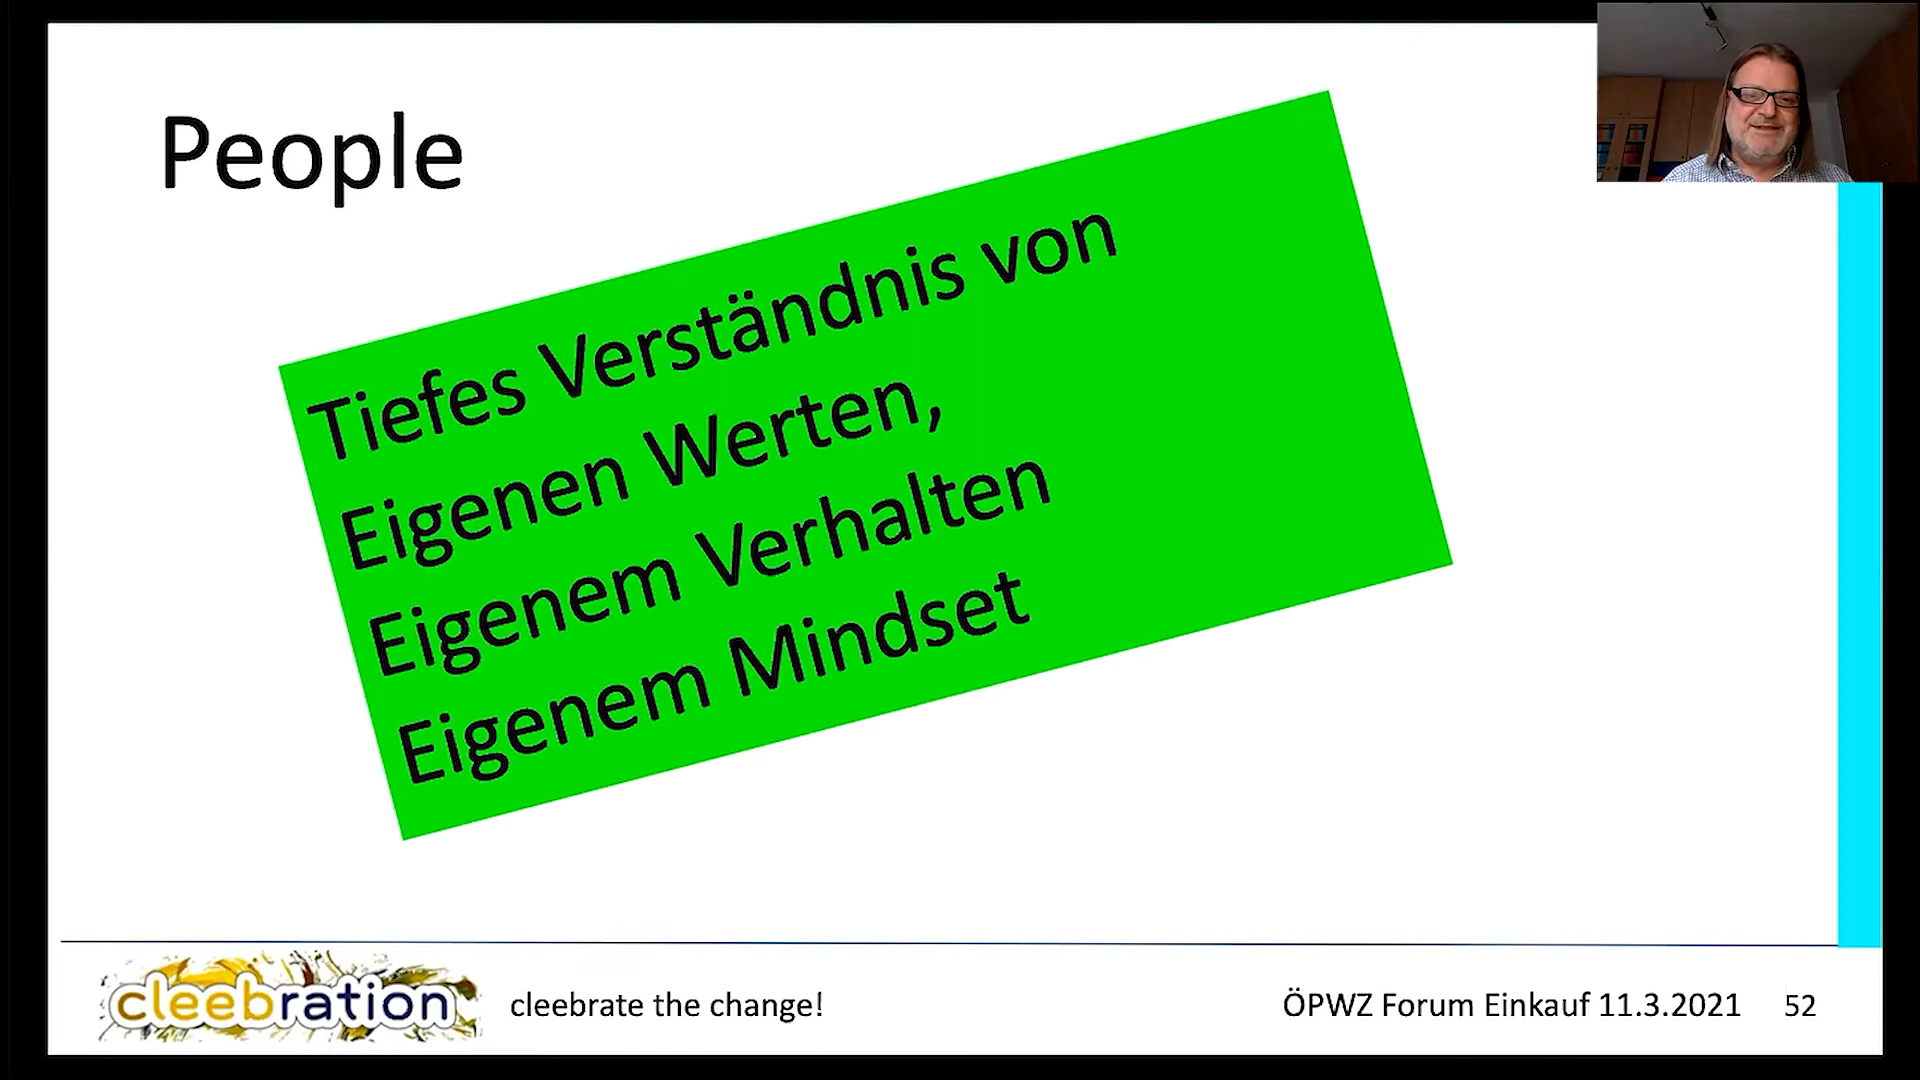 People
Tiefes Verständnis von
Eigenen Werten,
Eigenem Verhalten
Eigenem Mindset
cleebration
cleebrate the change!
ÖPWZ Forum Einkauf 11.3.2021
52